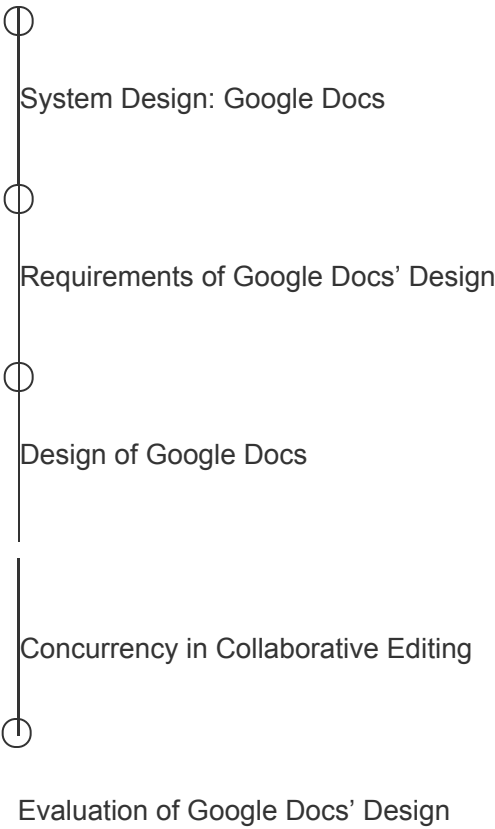 System Design: Google Docs
Requirements of Google Docs’ Design
Design of Google Docs
Concurrency in Collaborative Editing
Evaluation of Google Docs’ Design